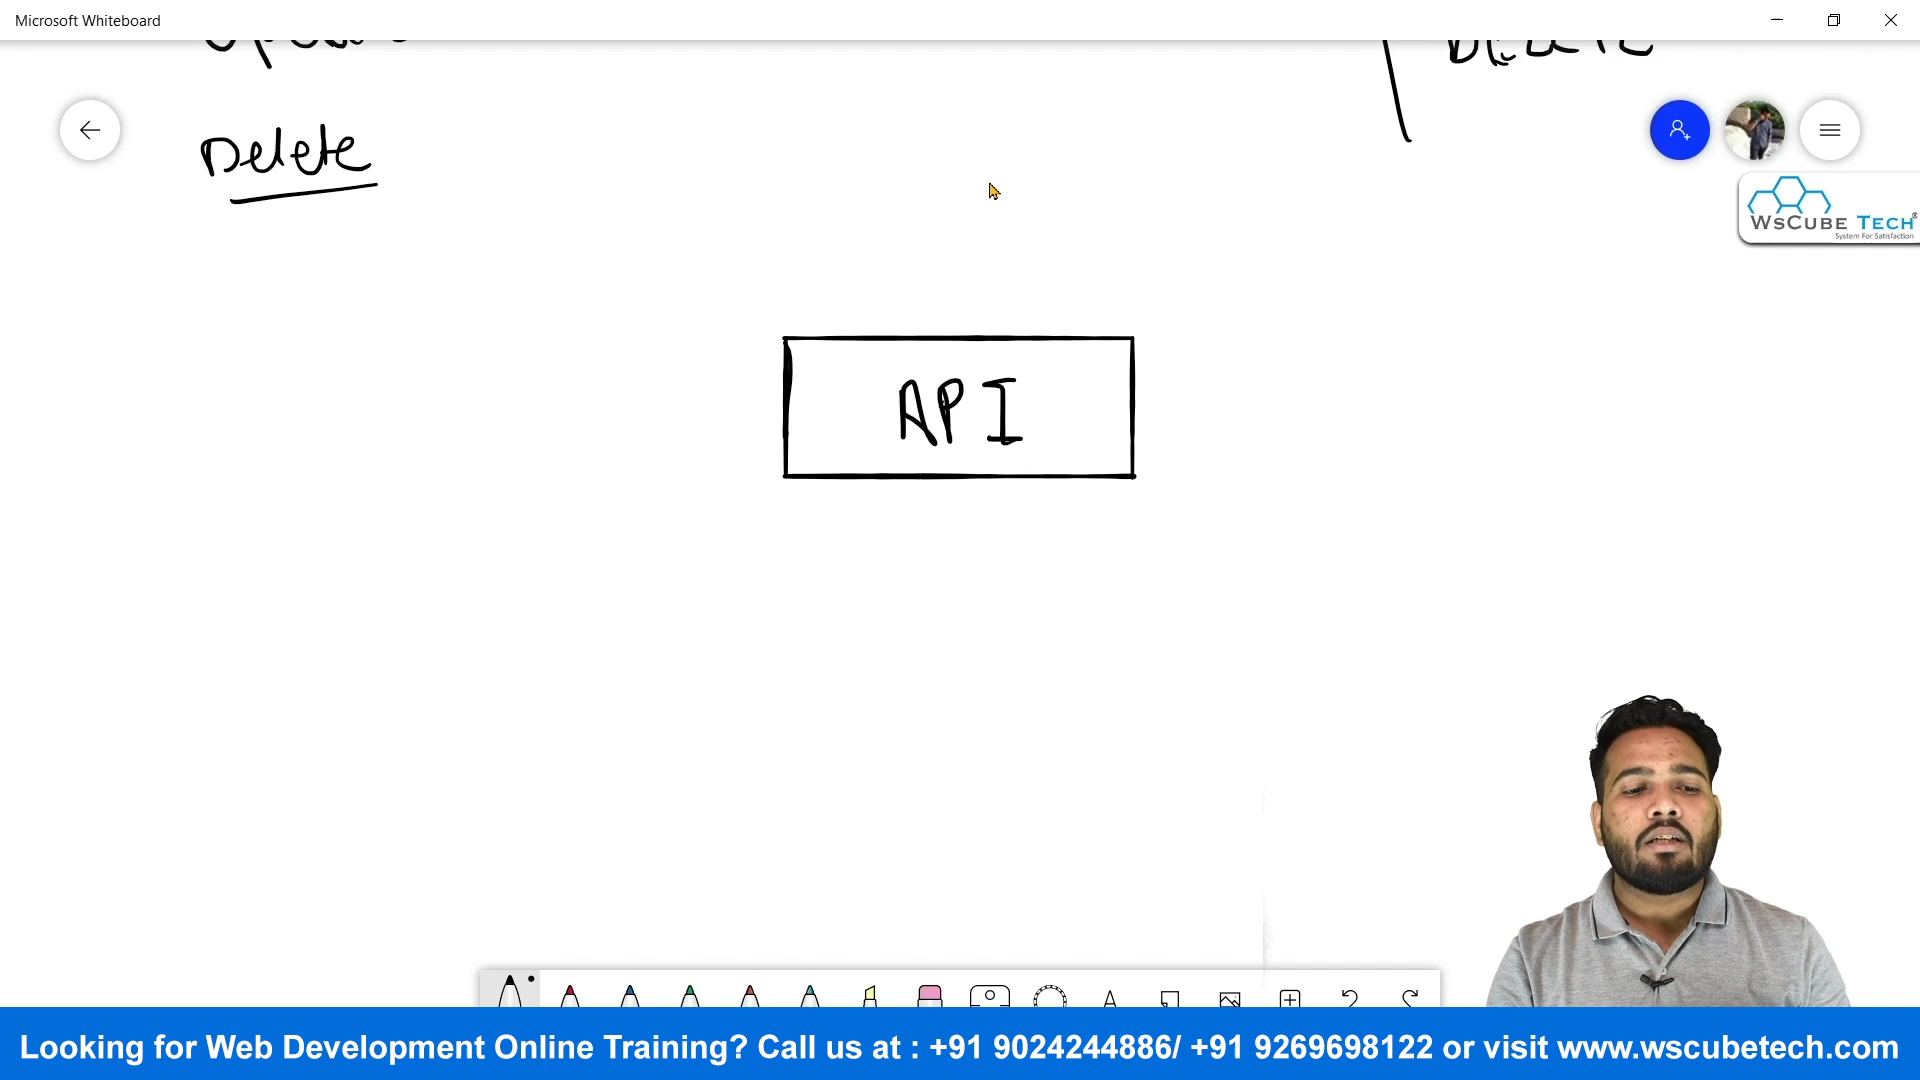 Microsoft Whiteboard
DELETE
Delete
WSCUBE TECH®
System For Satisfaction
API
Looking for Web Development Online Training? Call us at : +91 9024244886/ +91 9269698122 or visit www.wscubetech.com